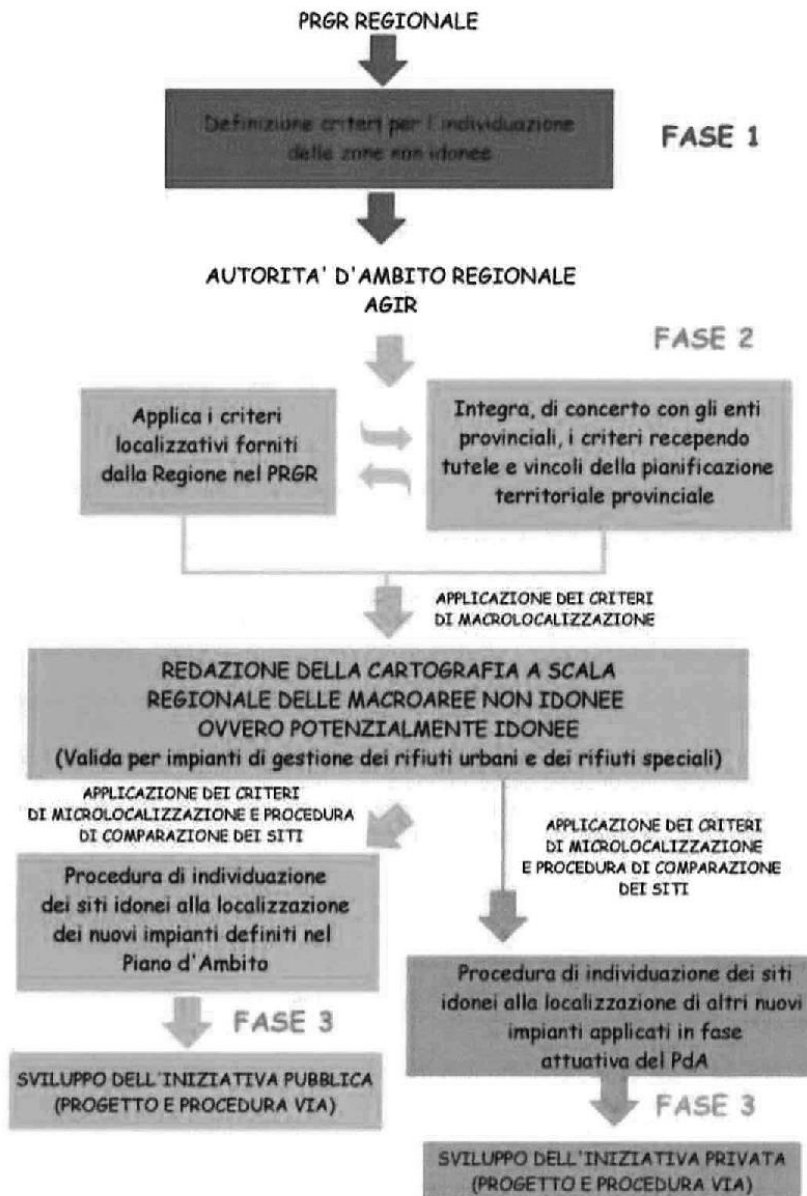 PRGR REGIONALE
Definizione criteri per l'individuazione
delle zone non idonee
FASE 1
AUTORITA' D'AMBITO REGIONALE
AGIR
FASE 2
Applica i criteri
localizzativi forniti
dalla Regione nel PRGR
Integra, di concerto con gli enti
provinciali, i criteri recependo
tutele e vincoli della pianificazione
territoriale provinciale
APPLICAZIONE DEI CRITERI
DI MACROLOCALIZZAZIONE
REDAZIONE DELLA CARTOGRAFIA A SCALA
REGIONALE DELLE MACROAREE NON IDONEE
OVVERO POTENZIALMENTE IDONEE
(Valida per impianti di gestione dei rifiuti urbani e dei rifiuti speciali)
APPLICAZIONE DEI CRITERI
DI MICROLOCALIZZAZIONE E PROCEDURA
DI COMPARAZIONE DEI SITI
Procedura di individuazione
dei siti idonei alla localizzazione
dei nuovi impianti definiti nel
Piano d'Ambito
FASE 3
SVILUPPO DELL'INIZIATIVA PUBBLICA
(PROGETTO E PROCEDURA VIA)
APPLICAZIONE DEI CRITERI
DI MICROLOCALIZZAZIONE
E PROCEDURA DI COMPARAZIONE
DEI SITI
Procedura di individuazione dei siti
idonei alla localizzazione di altri nuovi
impianti applicati in fase
attuativa del PdA
FASE 3
SVILUPPO DELL'INIZIATIVA PRIVATA
(PROGETTO E PROCEDURA VIA)